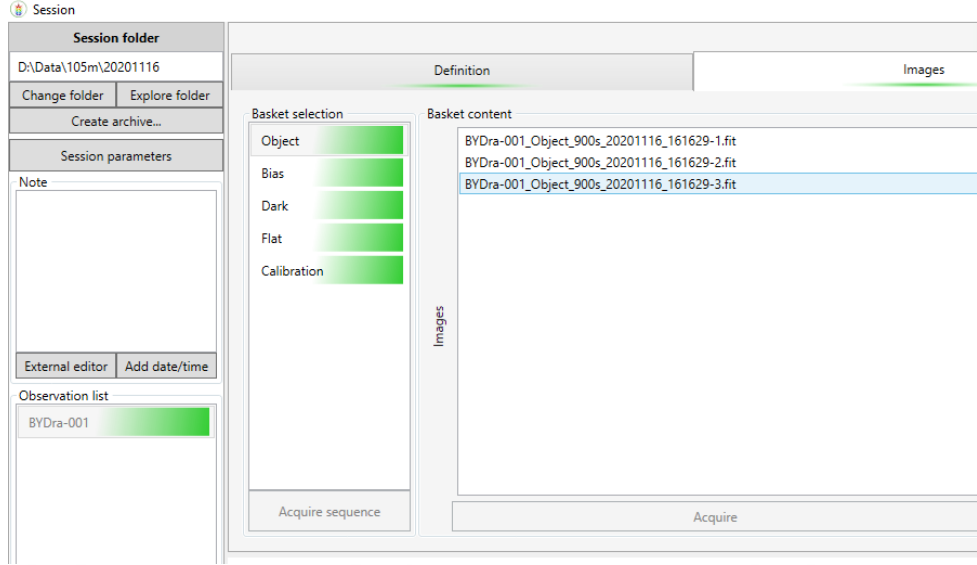 Session
Session folder
D:\Data\105m\20201116
Change folder
Explore folder
Create archive...
Session parameters
Note
External editor
Add date/time
Observation list
BYDra-001
Definition
Images
Basket selection
Object
Bias
Dark
Flat
Calibration
Acquire sequence
Basket content
Images
BYDra-001_Object_900s_20201116_161629-1.fit
BYDra-001_Object_900s_20201116_161629-2.fit
BYDra-001_Object_900s_20201116_161629-3.fit
Acquire